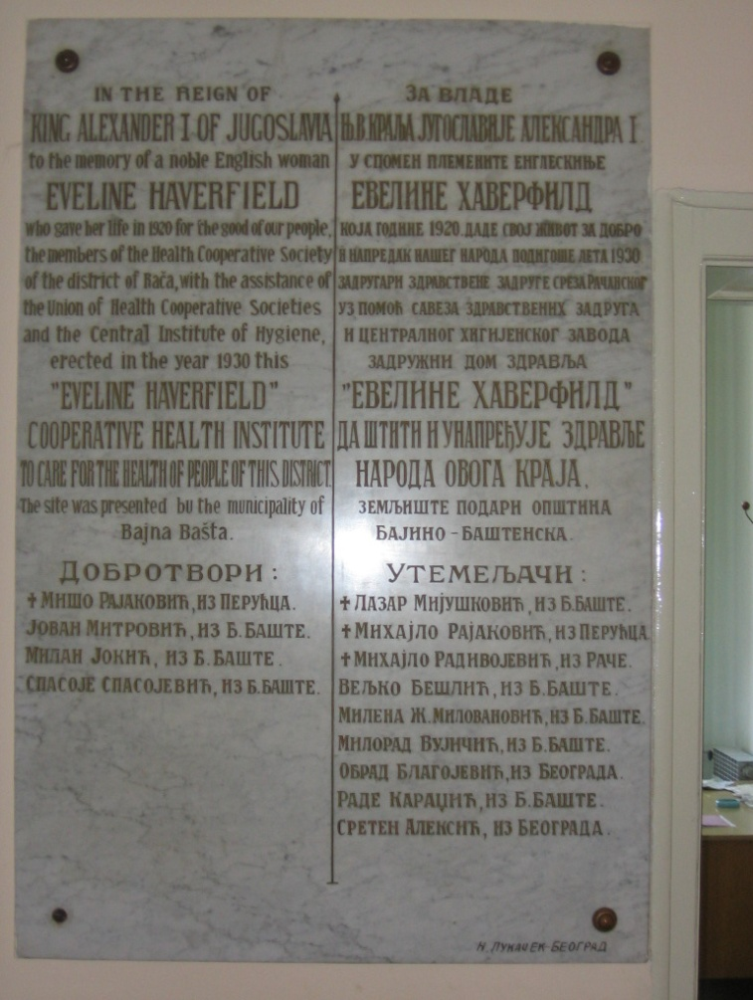 IN THE REIGN OF
KING ALEXANDER I OF JUGOSLAVIA
to the memory of a noble English woman
EVELINE HAVERFIELD
who gave her life in 1920 for the good of our people,
the members of the Health Cooperative Society
of the district of Rača, with the assistance of
the Union of Health Cooperative Societies
and the Central Institute of Hygiene,
erected in the year 1930 this
"EVELINE HAVERFIELD"
COOPERATIVE HEALTH INSTITUTE
TO CARE FOR THE HEALTH OF PEOPLE OF THIS DISTRICT.
The site was presented bu the municipality of
Bajna Bašta.
ДОБРОТВОРИ :
✝ МИШО РАЈАКОВИЋ, ИЗ ПЕРУЋЦА.
ЈОВАН МИТРОВИЋ, ИЗ Б. БАШТЕ.
МИЛАН ЈОКИЋ, ИЗ Б. БАШТЕ.
СПАСОЈЕ СПАСОЈЕВИЋ, ИЗ Б. БАШТЕ.
ЗА ВЛАДЕ
Њ.В. КРАЉА ЈУГОСЛАВИЈЕ АЛЕКСАНДРА I
У СПОМЕН ПЛЕМЕНИТЕ ЕНГЛЕСКИЊЕ
ЕВЕЛИНЕ ХАВЕРФИЛД
КОЈА ГОДИНЕ 1920. ДАДЕ СВОЈ ЖИВОТ ЗА ДОБРО
И НАПРЕДАК НАШЕГ НАРОДА ПОДИГОШЕ ЛЕТА 1930
ЗАДРУГАРИ ЗДРАВСТВЕНЕ ЗАДРУГЕ СРЕЗА РАЧАНСКОГ
УЗ ПОМОЋ САВЕЗА ЗДРАВСТВЕНИХ ЗАДРУГА
И ЦЕНТРАЛНОГ ХИГИЈЕНСКОГ ЗАВОДА
ЗАДРУЖНИ ДОМ ЗДРАВЉА
"ЕВЕЛИНЕ ХАВЕРФИЛД"
ДА ШТИТИ И УНАПРЕЂУЈЕ ЗДРАВЉЕ
НАРОДА ОВОГА КРАЈА.
ЗЕМЉИШТЕ ПОДАРИ ОПШТИНА
БАЈИНО - БАШТЕНСКА.
УТЕМЕЉАЧИ :
✝ ЛАЗАР МИЈУШКОВИЋ, ИЗ Б. БАШТЕ.
✝ МИХАЈЛО РАЈАКОВИЋ, ИЗ ПЕРУЋЦА.
✝ МИХАЈЛО РАДИВОЈЕВИЋ, ИЗ РАЧЕ.
ВЕЉКО БЕШЛИЋ, ИЗ Б. БАШТЕ.
МИЛЕНА Ж. МИЛОВАНОВИЋ, ИЗ Б. БАШТЕ.
МИЛОРАД ВУЈИЧИЋ, ИЗ Б. БАШТЕ.
ОБРАД БЛАГОЈЕВИЋ, ИЗ БЕОГРАДА.
РАДЕ КАРАЏИЋ, ИЗ Б. БАШТЕ.
СРЕТЕН АЛЕКСИЋ, ИЗ БЕОГРАДА.
Н. ЛУКАЧЕК-БЕОГРАД